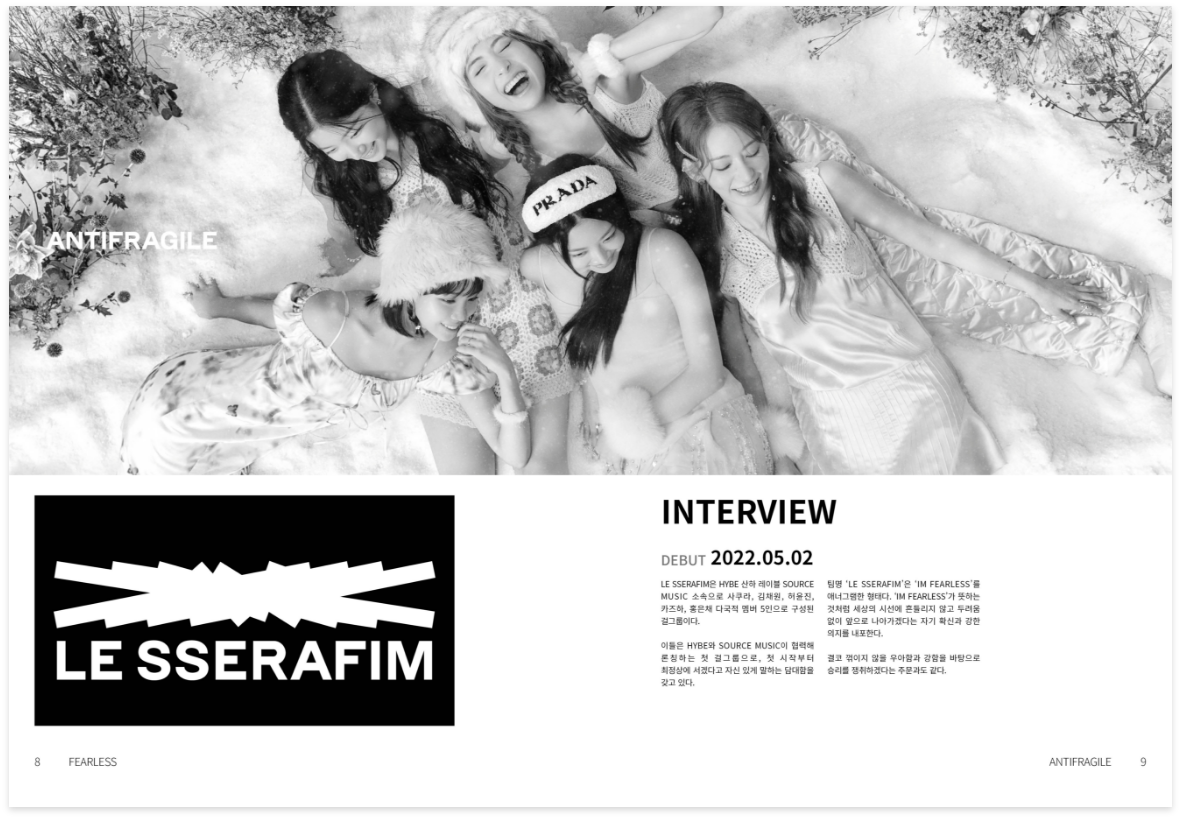 PRADA
ANTIFRAGILE
LE SSERAFIM
INTERVIEW
DEBUT 2022.05.02
LE SSERAFIM은 HYBE 산하 레이블 SOURCE
MUSIC 소속으로 사쿠라, 김채원, 허윤진,
카즈하, 홍은채 다국적 멤버 5인으로 구성된
걸그룹이다.
이들은 HYBE와 SOURCE MUSIC이 협력해
론칭하는 첫 걸그룹으로, 첫 시작부터
최정상에 서겠다고 자신 있게 말하는 담대함을
갖고 있다.
팀명 ‘LE SSERAFIM’은 ‘IM FEARLESS’를
애너그램한 형태다. ‘IM FEARLESS’가 뜻하는
것처럼 세상의 시선에 흔들리지 않고 두려움
없이 앞으로 나아가겠다는 자기 확신과 강한
의지를 내포한다.
결코 꺾이지 않을 우아함과 강함을 바탕으로
승리를 쟁취하겠다는 주문과도 같다.
8 FEARLESS
ANTIFRAGILE 9